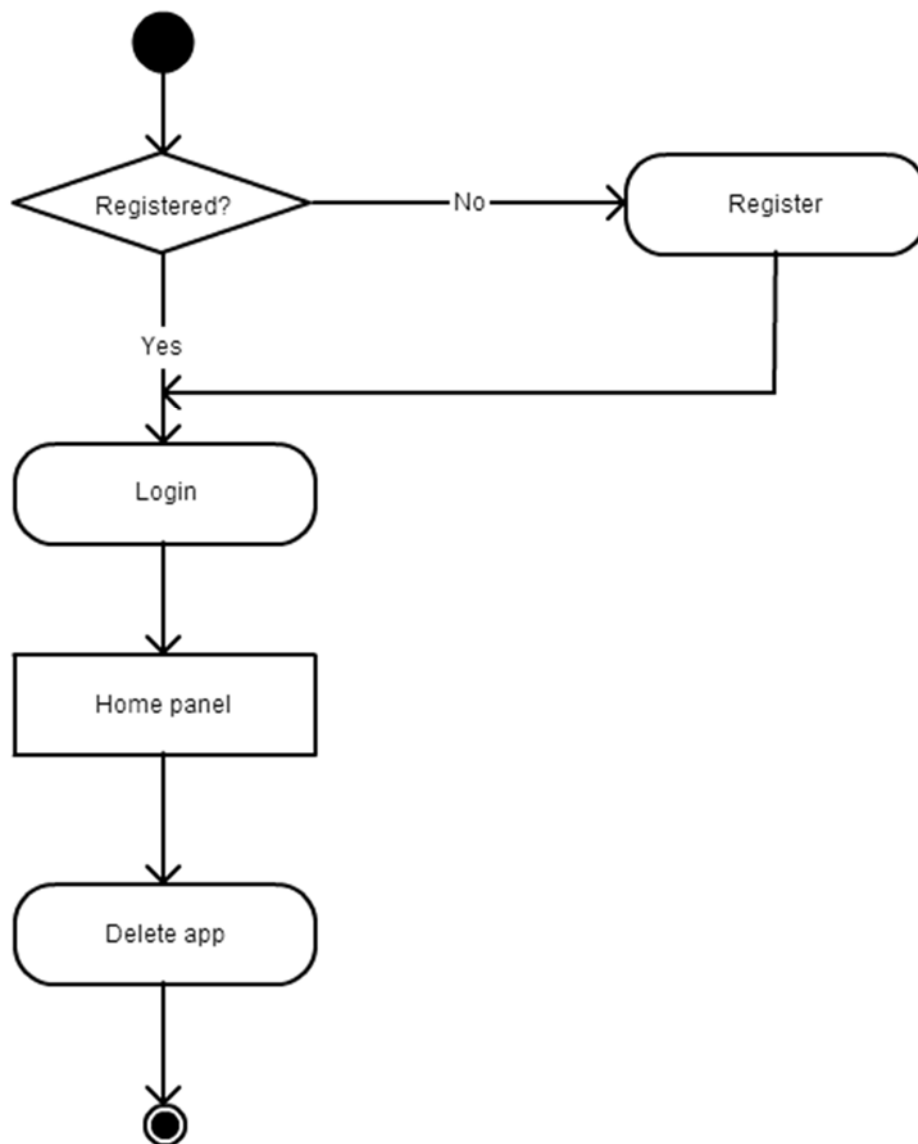 Registered?
No
Register
Yes
Login
Home panel
Delete app